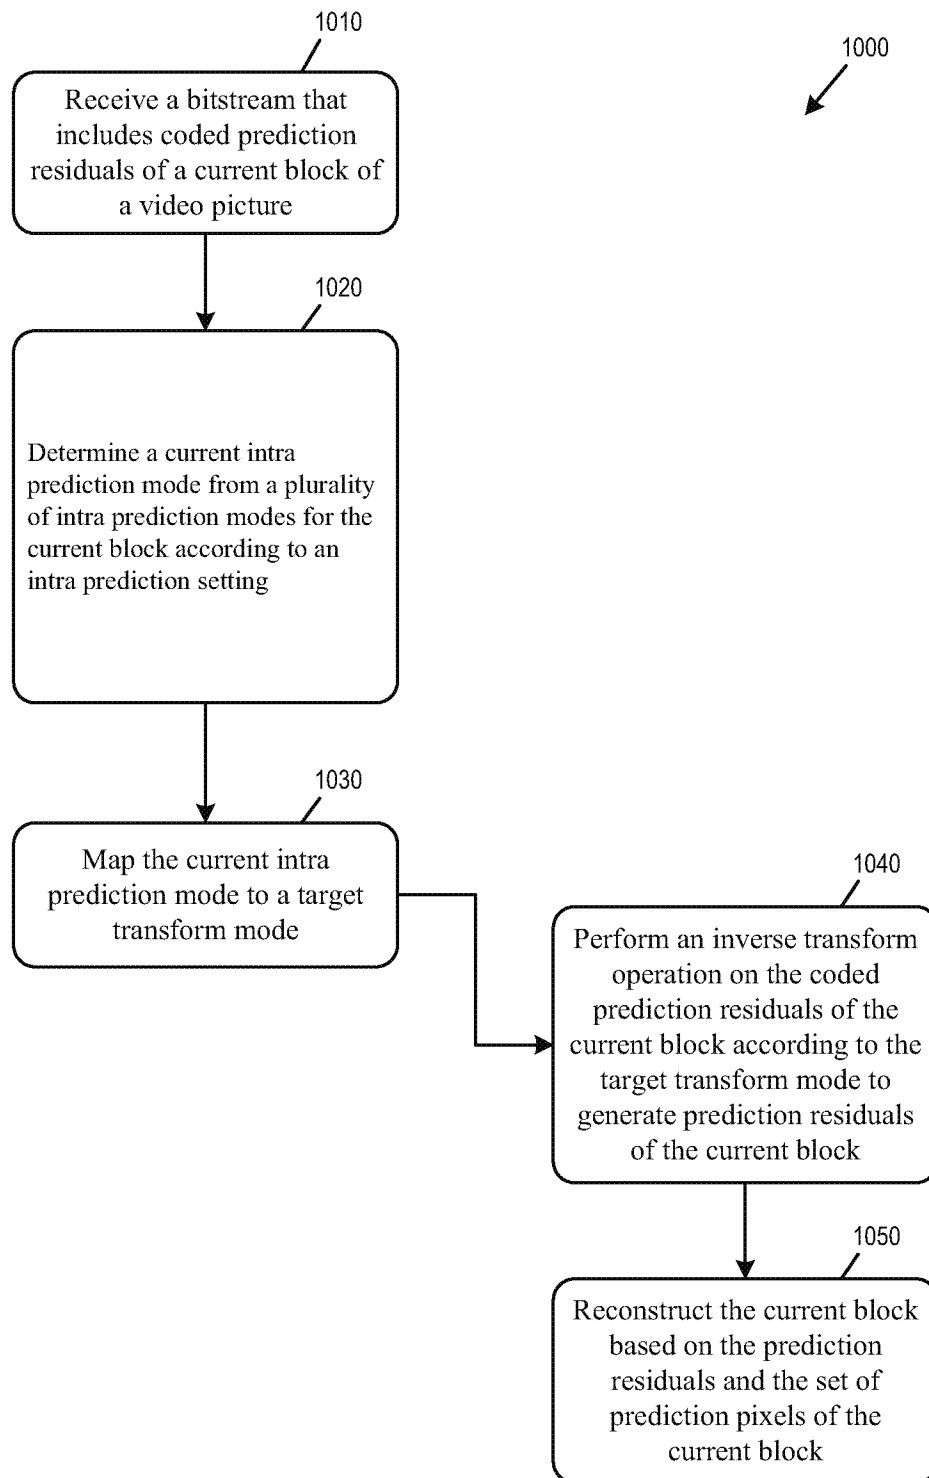 1010
1000
Receive a bitstream that
includes coded prediction
residuals of a current block of
a video picture
1020
Determine a current intra
prediction mode from a plurality
of intra prediction modes for the
current block according to an
intra prediction setting
1030
Map the current intra
prediction mode to a target
transform mode
1040
Perform an inverse transform
operation on the coded
prediction residuals of the
current block according to the
target transform mode to
generate prediction residuals
of the current block
1050
Reconstruct the current block
based on the prediction
residuals and the set of
prediction pixels of the
current block